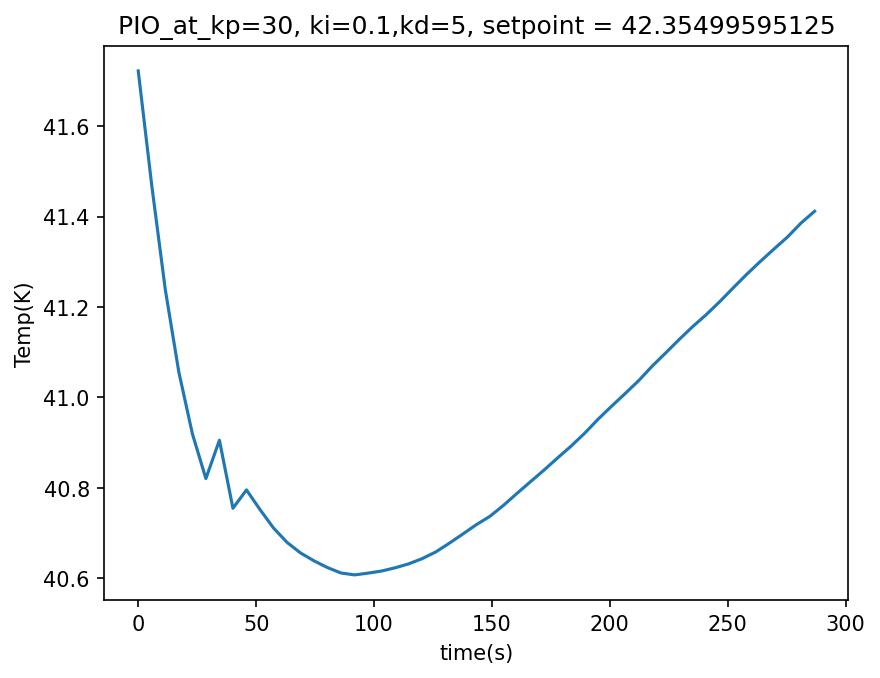 PIO_at_kp=30, ki=0.1,kd=5, setpoint = 42.35499595125
41.6
41.4
41.2
41.0
40.8
40.6
Temp(K)
0 50 100 150 200 250 300
time(s)